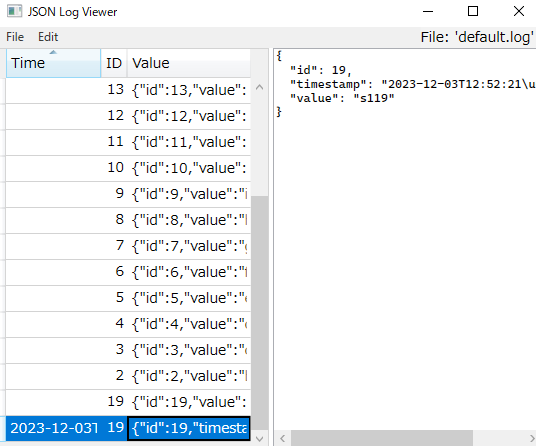 JSON Log Viewer
File Edit File: 'default.log'
Time ID Value
13 {"id":13,"value":
12 {"id":12,"value":
11 {"id":11,"value":
10 {"id":10,"value":
9 {"id":9,"value":"
8 {"id":8,"value":"
7 {"id":7,"value":"
6 {"id":6,"value":"
5 {"id":5,"value":"
4 {"id":4,"value":"
3 {"id":3,"value":"
2 {"id":2,"value":"
19 {"id":19,"value":
2023-12-03T 19 {"id":19,"timesta
{
"id": 19,
"timestamp": "2023-12-03T12:52:21\u
"value": "s119"
}